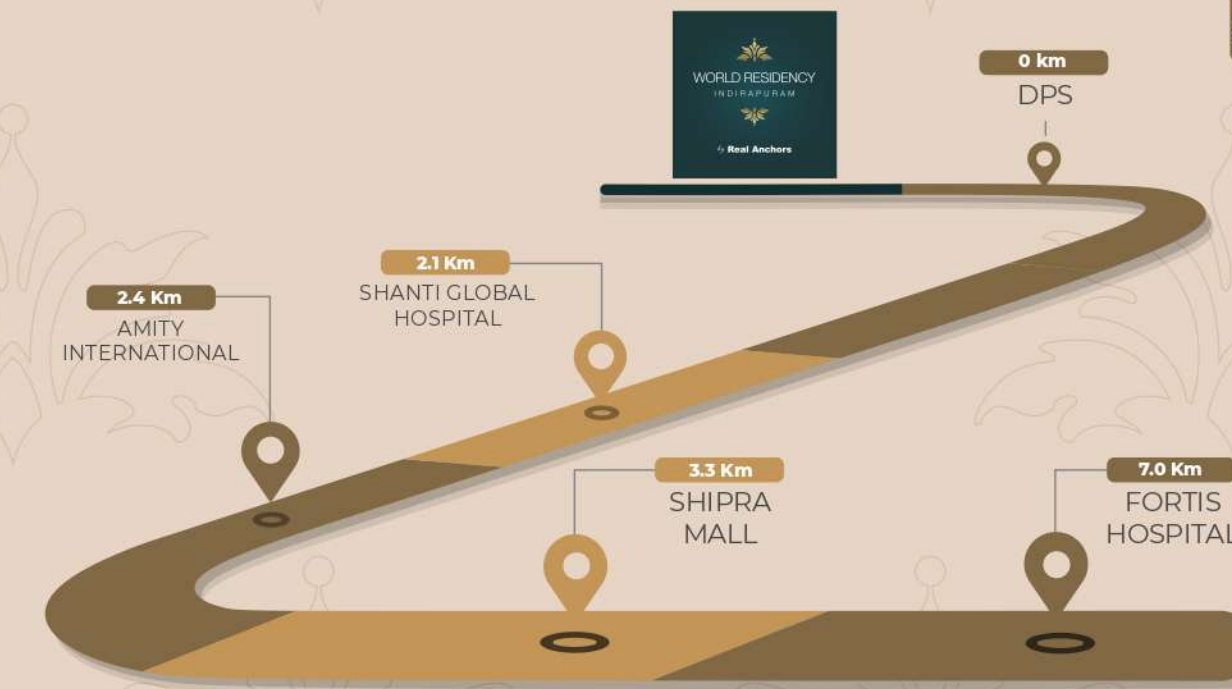 WORLD RESIDENCY
INDIRAPURAM
by Real Anchors
0 km
DPS
2.1 Km
SHANTI GLOBAL
HOSPITAL
2.4 Km
AMITY
INTERNATIONAL
3.3 Km
SHIPRA
MALL
7.0 Km
FORTIS
HOSPITAL